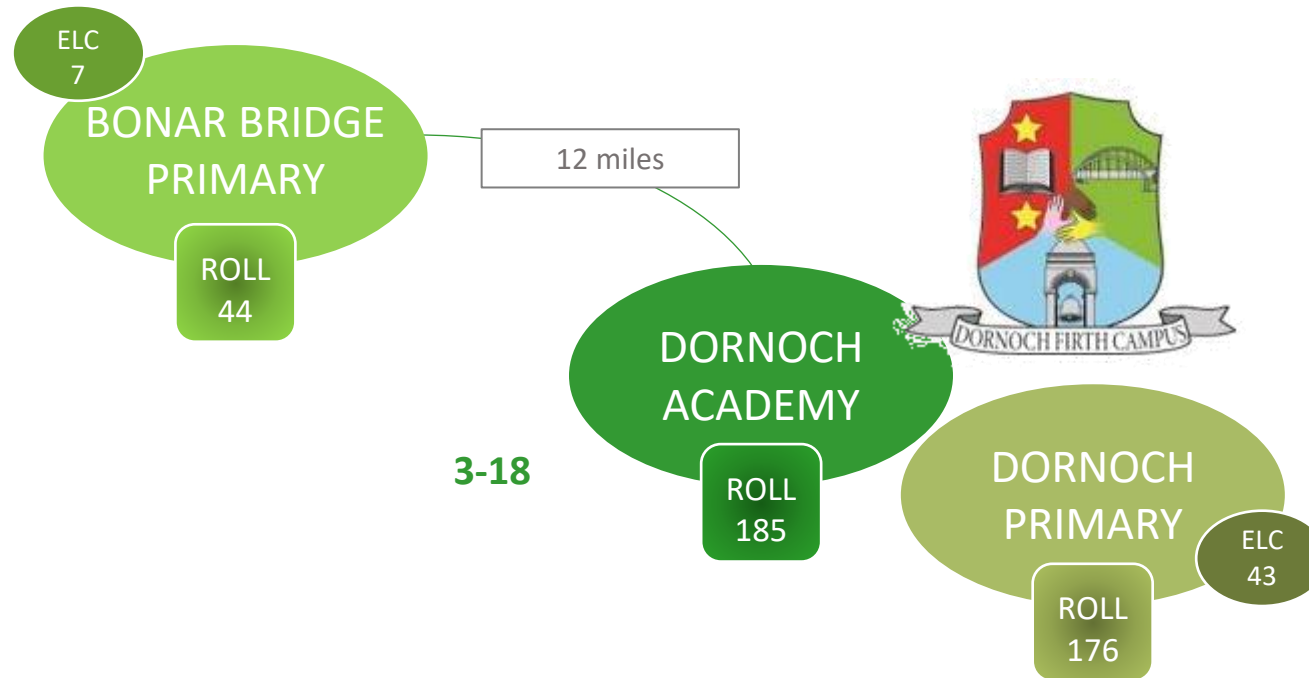 ELC
7
BONAR BRIDGE
PRIMARY
ROLL
44
12 miles
DORNOCH FIRTH CAMPUS
DORNOCH
ACADEMY
3-18
ROLL
185
DORNOCH
PRIMARY
ELC
43
ROLL
176